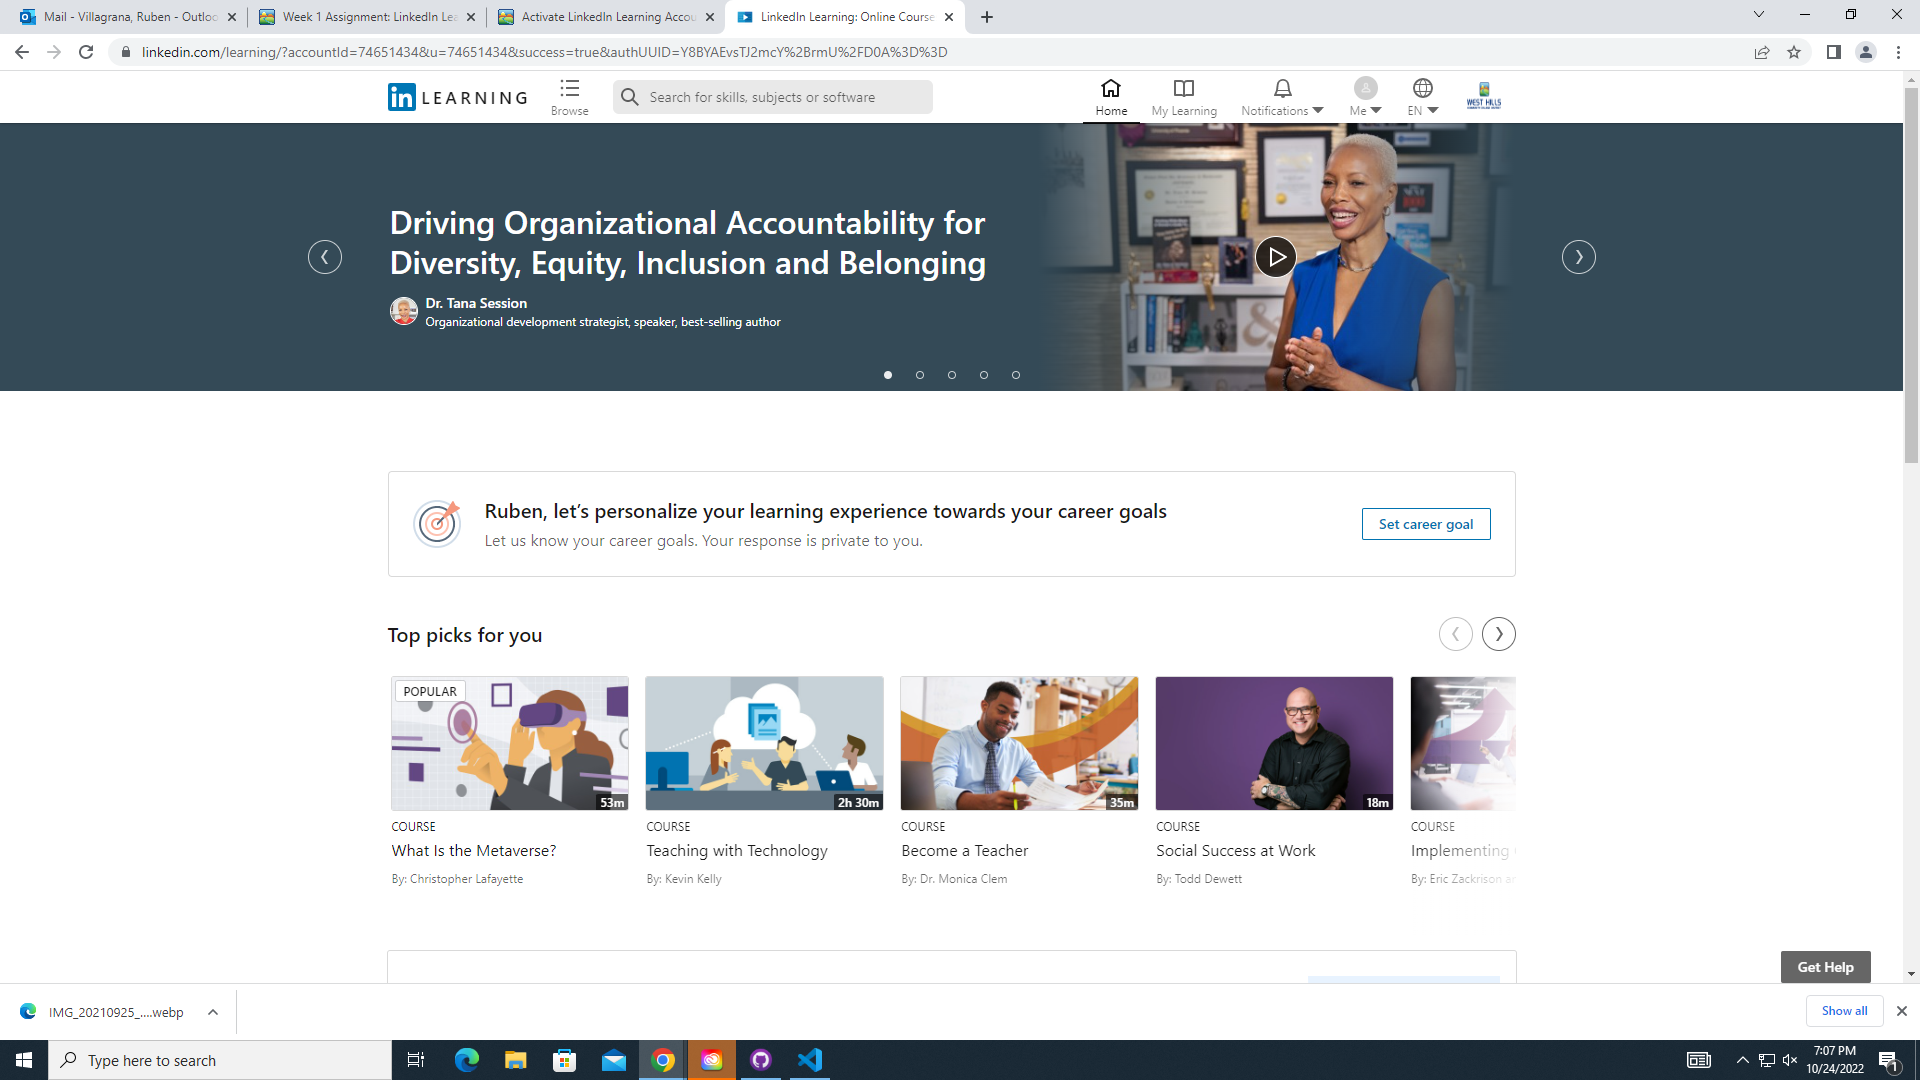 Mail - Villagrana, Ruben - Outloo
Week 1 Assignment: LinkedIn Lea
Activate LinkedIn Learning Accou
LinkedIn Learning: Online Course
linkedin.com/learning/?accountId=74651434&u=74651434&success=true&authUUID=Y8BYAEvsTJ2mcY%2BrmU%2FD0A%3D%3D
in LEARNING
Browse
Search for skills, subjects or software
Home
My Learning
Notifications
Me
EN
WEST HILLS
Driving Organizational Accountability for
Diversity, Equity, Inclusion and Belonging
Dr. Tana Session
Organizational development strategist, speaker, best-selling author
Ruben, let's personalize your learning experience towards your career goals
Let us know your career goals. Your response is private to you.
Set career goal
Top picks for you
POPULAR
53m
2h 30m
35m
18m
COURSE
What Is the Metaverse?
By: Christopher Lafayette
COURSE
Teaching with Technology
By: Kevin Kelly
COURSE
Become a Teacher
By: Dr. Monica Clem
COURSE
Social Success at Work
By: Todd Dewett
COURSE
Implementing
By: Eric Zackrison
Get Help
IMG_20210925_....webp
Show all
Type here to search
7:07 PM
10/24/2022
1